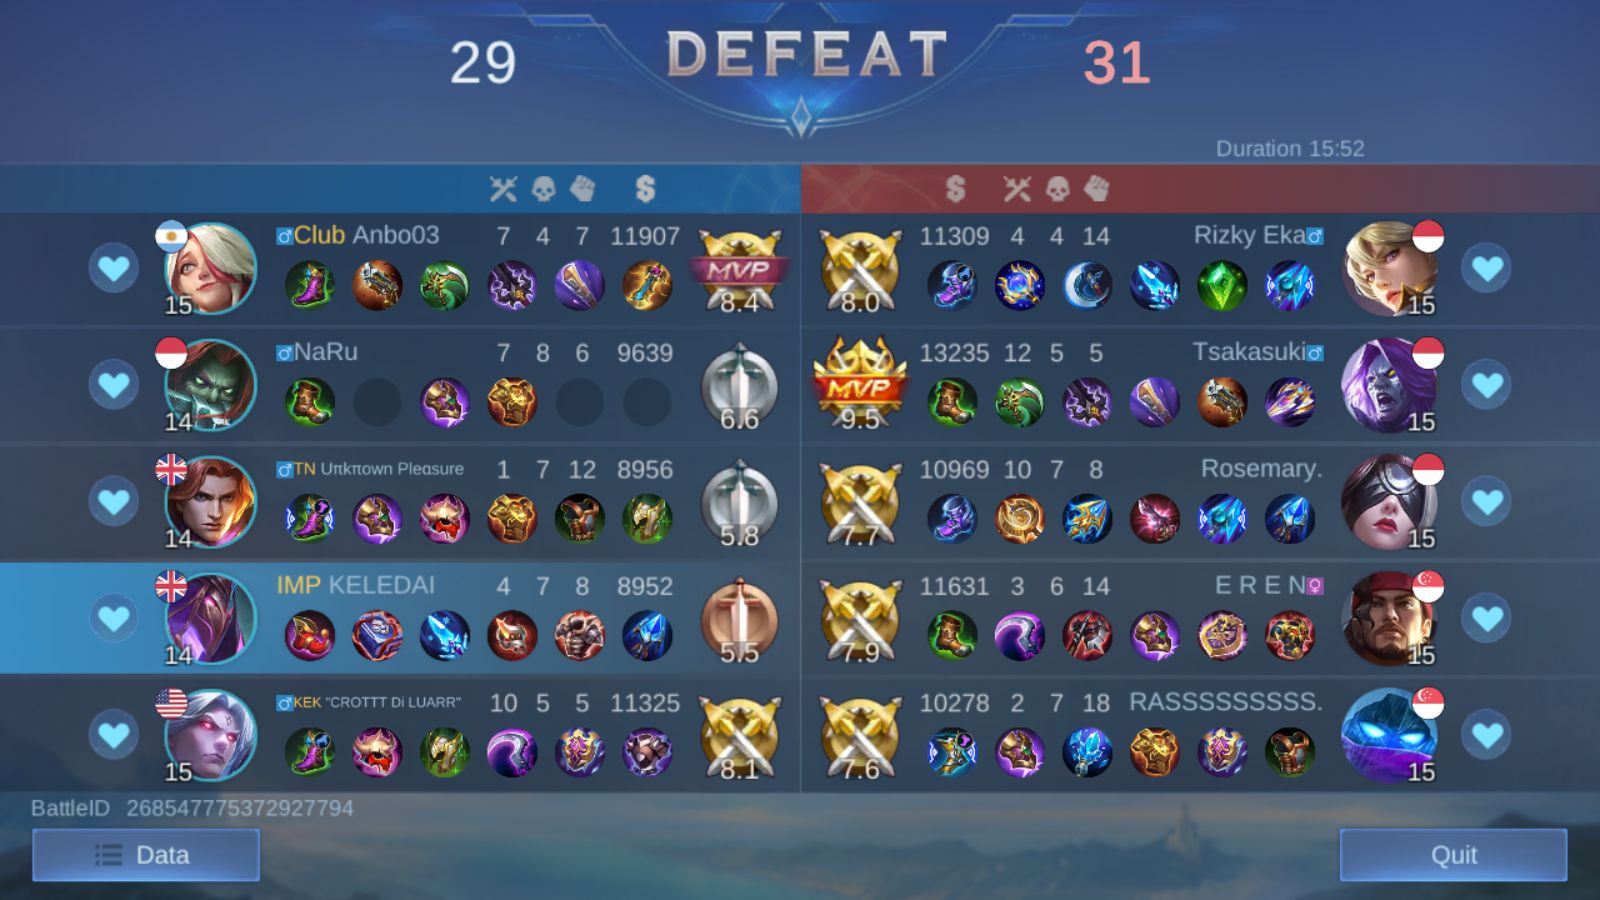 29 DEFEAT 31
Duration 15:52
Club Anbo03 7 4 7 11907 MVP 8.4 15
11309 4 4 14 Rizky Eka 8.0 15
NaRu 7 8 6 9639 6.6 14
13235 12 5 5 Tsakasuki MVP 9.5 15
TN Uπkπown Pleαsure 1 7 12 8956 5.8 14
10969 10 7 8 Rosemary. 7.7 15
IMP KELEDAI 4 7 8 8952 5.5 14
11631 3 6 14 E R E N 7.9 15
KEK "CROTTT Di LUARR" 10 5 5 11325 8.1 15
10278 2 7 18 RASSSSSSSSS. 7.6 15
BattleID 268547775372927794
Data
Quit